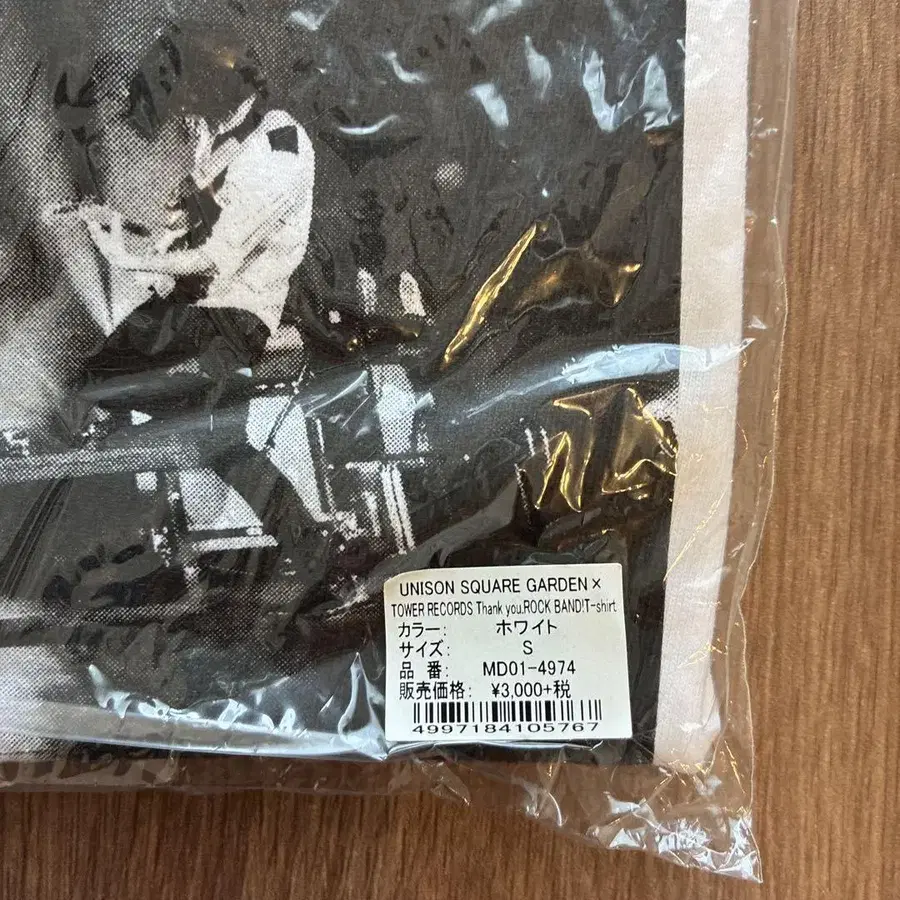 UNISON SQUARE GARDEN×
TOWER RECORDS Thank you.ROCK BAND!T-shirt
カラー: ホワイト
サイズ: S
品 番: MD01-4974
販売価格: ¥3,000+税
4997184105767